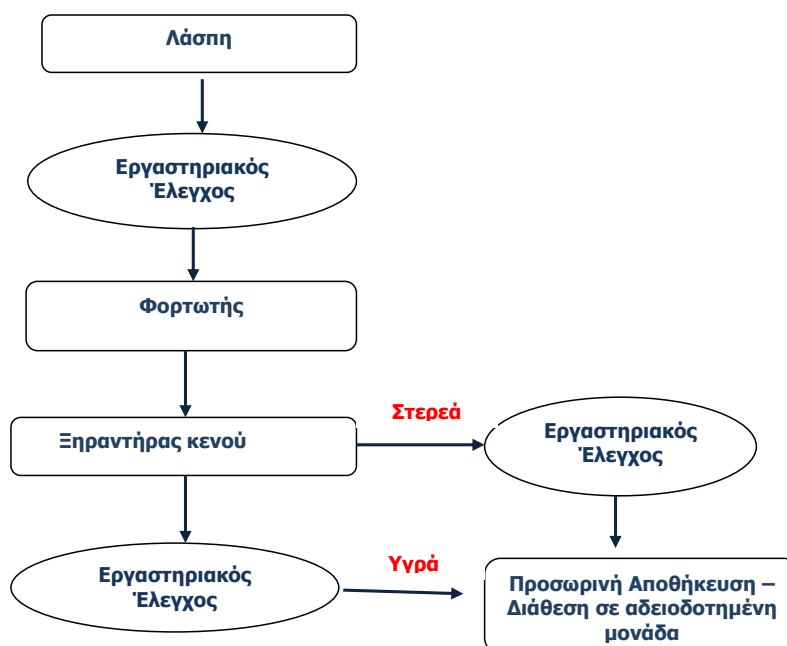 Λάσπη
Εργαστηριακός
Έλεγχος
Φορτωτής
Ξηραντήρας κενού
Στερεά
Εργαστηριακός
Έλεγχος
Εργαστηριακός
Έλεγχος
Υγρά
Προσωρινή Αποθήκευση –
Διάθεση σε αδειοδοτημένη
μονάδα